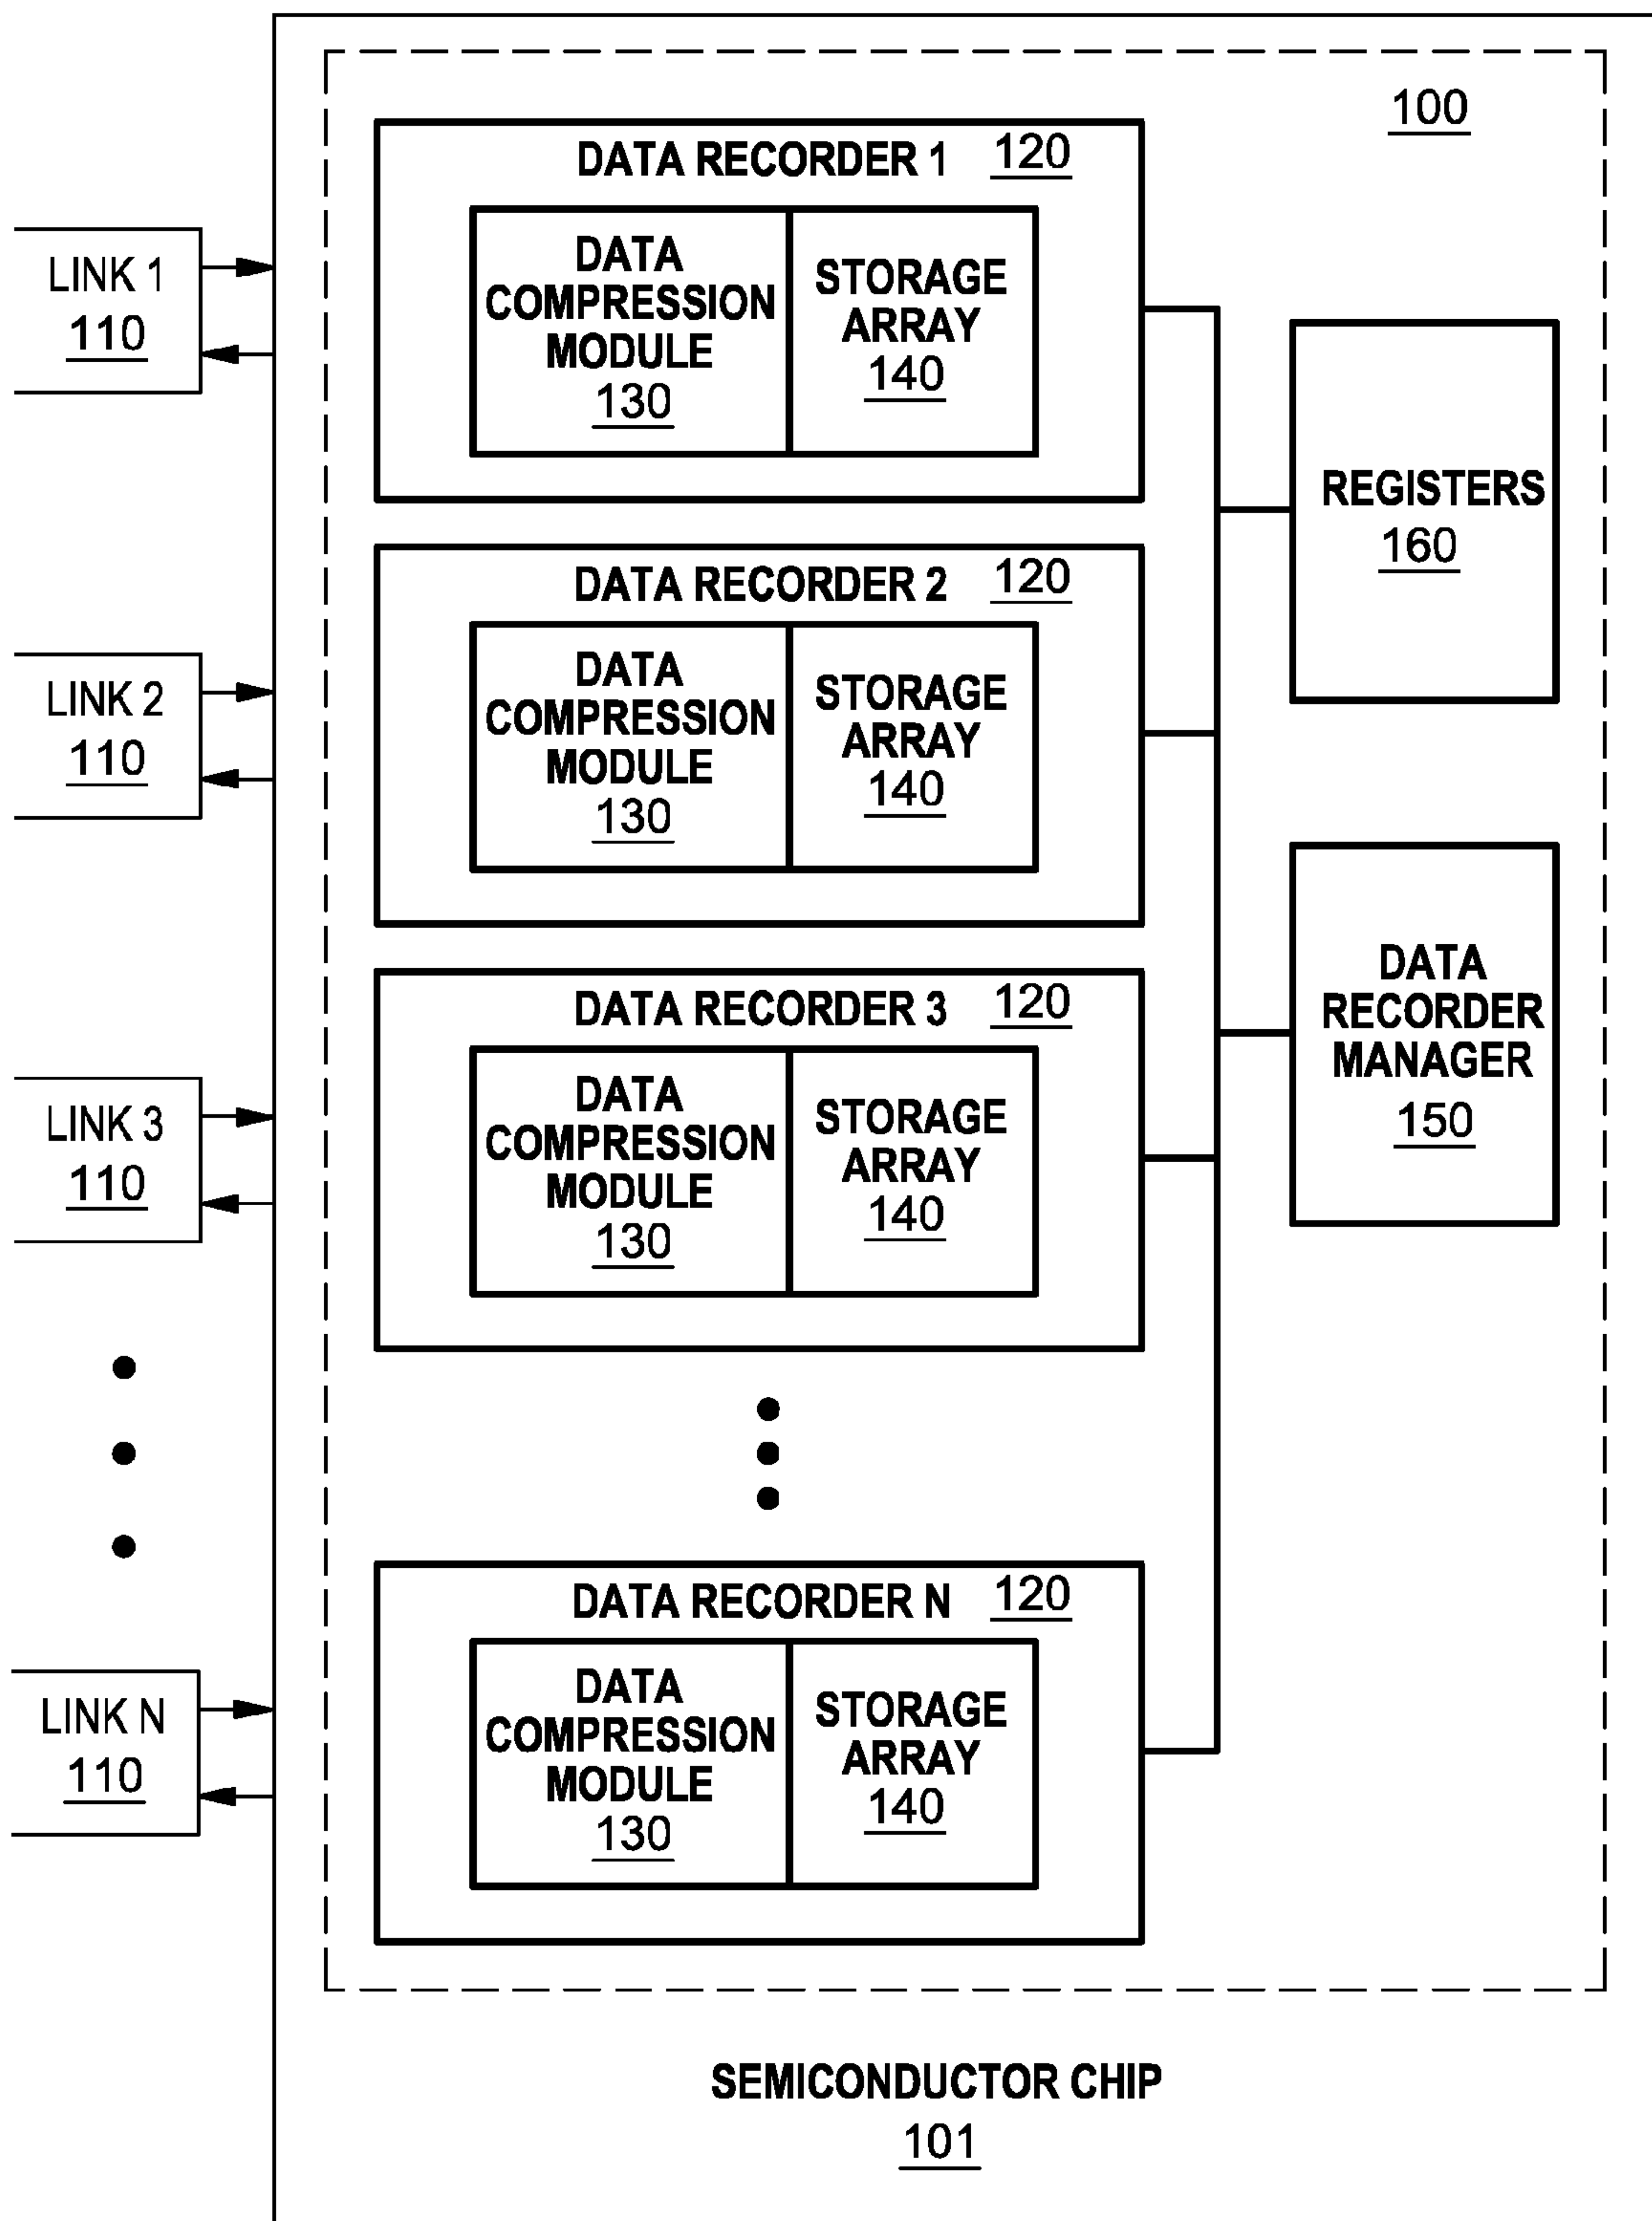 100
DATA RECORDER 1 120
DATA
COMPRESSION
MODULE
130
STORAGE
ARRAY
140
LINK 1
110
REGISTERS
160
DATA RECORDER 2 120
DATA
COMPRESSION
MODULE
130
STORAGE
ARRAY
140
LINK 2
110
DATA
RECORDER
MANAGER
150
DATA RECORDER 3 120
DATA
COMPRESSION
MODULE
130
STORAGE
ARRAY
140
LINK 3
110
DATA RECORDER N 120
DATA
COMPRESSION
MODULE
130
STORAGE
ARRAY
140
LINK N
110
SEMICONDUCTOR CHIP
101